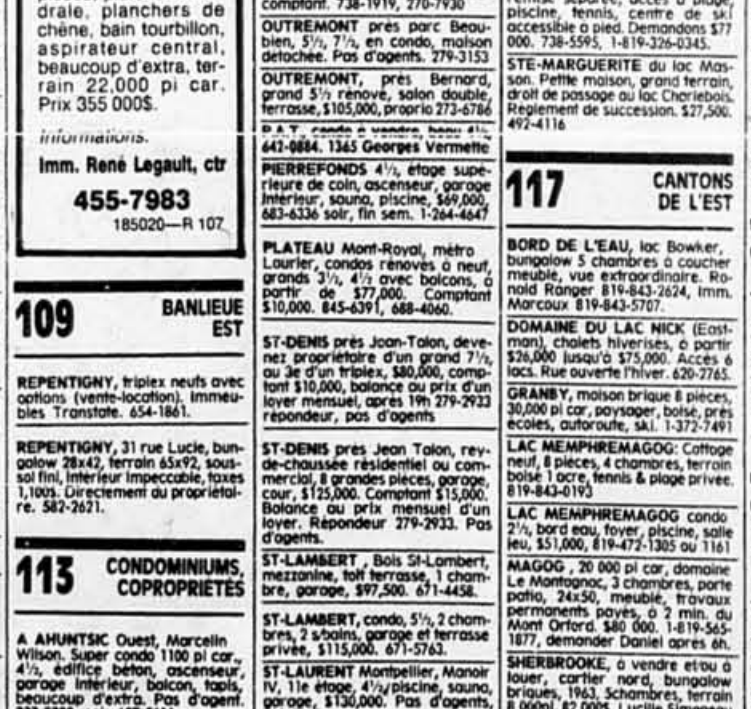 drale, planchers de
chêne, bain tourbillon,
aspirateur central,
beaucoup d'extra, ter-
rain 22,000 pi car.
Prix 355 000$.
Informations.
Imm. René Legault, ctr
455-7983
185020—R 107
109 BANLIEUE
EST
REPENTIGNY, triplex neufs avec
options (vente-location). Immeu-
bles Transtate. 654-1861.
REPENTIGNY, 31 rue Lucie, bun-
galow 28x42, terrain 65x92, sous-
sol fini, intérieur impeccable, taxes
1,100$. Directement du propriétai-
re. 582-2621.
113 CONDOMINIUMS,
COPROPRIÉTÉS
A AHUNTSIC Ouest, Marcelin
Wilson. Super condo 1100 pi car.,
4½, édifice béton, ascenseur,
garage intérieur, balcon, tapis,
beaucoup d'extra. Pas d'agent.
comptant. 738-1919, 270-7930
OUTREMONT près parc Beau-
bien, 5½, 7½, en condo, maison
détachée. Pas d'agents. 279-3153
OUTREMONT, près Bernard,
grand 5½ rénové, salon double,
terrasse, $105,000, proprio 273-6786
P.A.T. condo à vendre, beau 4½
642-0884. 1365 Georges Vermette
PIERREFONDS 4½, étage supé-
rieure de coin, ascenseur, garage
intérieur, sauna, piscine, $69,000,
683-6336 soir, fin sem. 1-264-4647
PLATEAU Mont-Royal, métro
Laurier, condos rénovés à neuf,
grands 3½, 4½ avec balcons, à
partir de $77,000. Comptant
$10,000. 845-6391, 688-4060.
ST-DENIS près Jean-Talon, deve-
nez propriétaire d'un grand 7½,
au 3e d'un triplex, $80,000, comp-
tant $10,000, balance au prix d'un
loyer mensuel, après 19h 279-2933
répondeur, pas d'agents
ST-DENIS près Jean Talon, rey-
de-chaussée résidentiel ou com-
mercial, 8 grandes pièces, garage,
cour, $125,000. Comptant $15,000.
Balance au prix mensuel d'un
loyer. Répondeur 279-2933. Pas
d'agents.
ST-LAMBERT , Bois St-Lambert,
mezzanine, toit terrasse, 1 cham-
bre, garage, $97,500. 671-4458.
ST-LAMBERT, condo, 5½, 2 cham-
bres, 2 s/bains, garage et terrasse
privée, $115,000. 671-5763.
ST-LAURENT Montpellier, Manoir
IV, 11e étage, 4½/piscine, sauna,
garage, $130,000. Pas d'agents,
remise séparée, accès à plage,
piscine, tennis, centre de ski
accessible à pied. Demandons $77
000. 738-5595, 1-819-326-0345.
STE-MARGUERITE du lac Mas-
son. Petite maison, grand terrain,
droit de passage au lac Charlebois.
Règlement de succession. $27,500.
492-4116
117 CANTONS
DE L'EST
BORD DE L'EAU, lac Bowker,
bungalow 5 chambres à coucher
meublé, vue extraordinaire. Ro-
nald Ranger 819-843-2624, Imm.
Marcoux 819-843-5707.
DOMAINE DU LAC NICK (East-
man), chalets hiverisés, à partir
$26,000 jusqu'à $75,000. Accès 6
lacs. Rue ouverte l'hiver. 620-2765.
GRANBY, maison brique 8 pièces,
30,000 pi car, paysager, boisé, près
écoles, autoroute, ski. 1-372-7491
LAC MEMPHREMAGOG: Cottage
neuf, 8 pièces, 4 chambres, terrain
boisé 1 acre, tennis & plage privée.
819-843-0193
LAC MEMPHREMAGOG condo
2½, bord eau, foyer, piscine, salle
jeu, $51,000, 819-472-1305 ou 1161
MAGOG , 20 000 pi car, domaine
Le Montagnac, 3 chambres, porte
patio, 24x50, meublé, travaux
permanents payés, à 2 min. du
Mont Orford. $80 000. 1-819-565-
1877, demander Daniel après 6h.
SHERBROOKE, à vendre et/ou à
louer, cartier nord, bungalow
briques, 1963, 5chambres, terrain